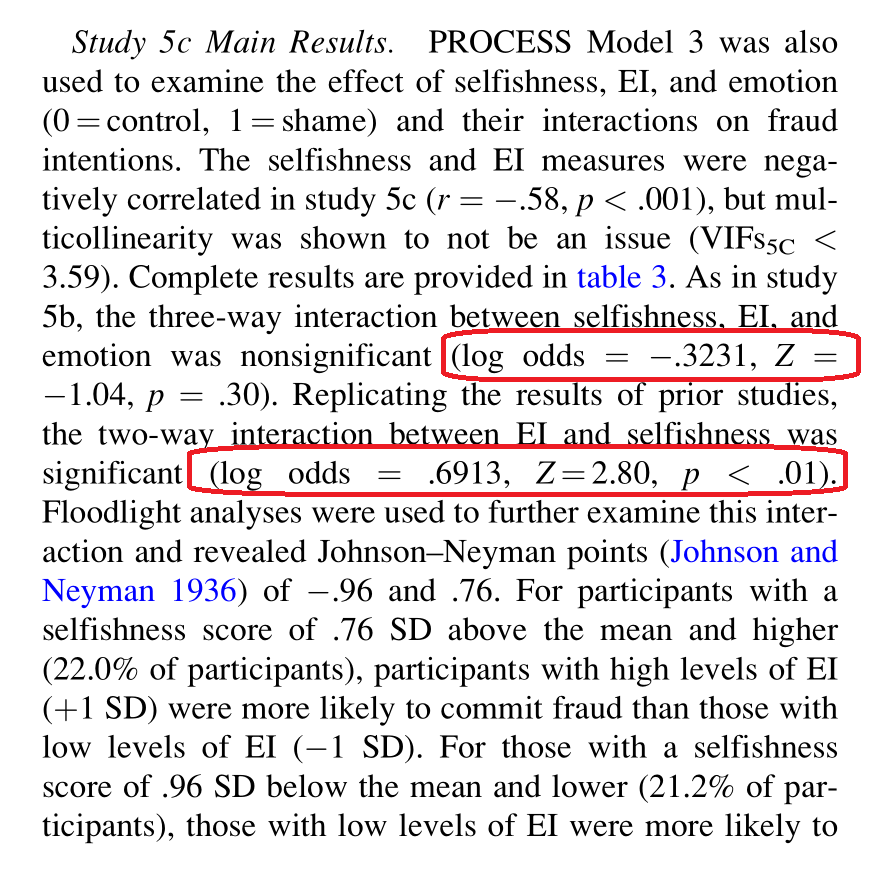 Study 5c Main Results. PROCESS Model 3 was also
used to examine the effect of selfishness, EI, and emotion
(0 = control, 1 = shame) and their interactions on fraud
intentions. The selfishness and EI measures were nega-
tively correlated in study 5c (r = −.58, p < .001), but mul-
ticollinearity was shown to not be an issue (VIFs5C <
3.59). Complete results are provided in table 3. As in study
5b, the three-way interaction between selfishness, EI, and
emotion was nonsignificant (log odds = −.3231, Z =
−1.04, p = .30). Replicating the results of prior studies,
the two-way interaction between EI and selfishness was
significant (log odds = .6913, Z = 2.80, p < .01).
Floodlight analyses were used to further examine this inter-
action and revealed Johnson–Neyman points (Johnson and
Neyman 1936) of −.96 and .76. For participants with a
selfishness score of .76 SD above the mean and higher
(22.0% of participants), participants with high levels of EI
(+1 SD) were more likely to commit fraud than those with
low levels of EI (−1 SD). For those with a selfishness
score of .96 SD below the mean and lower (21.2% of par-
ticipants), those with low levels of EI were more likely to